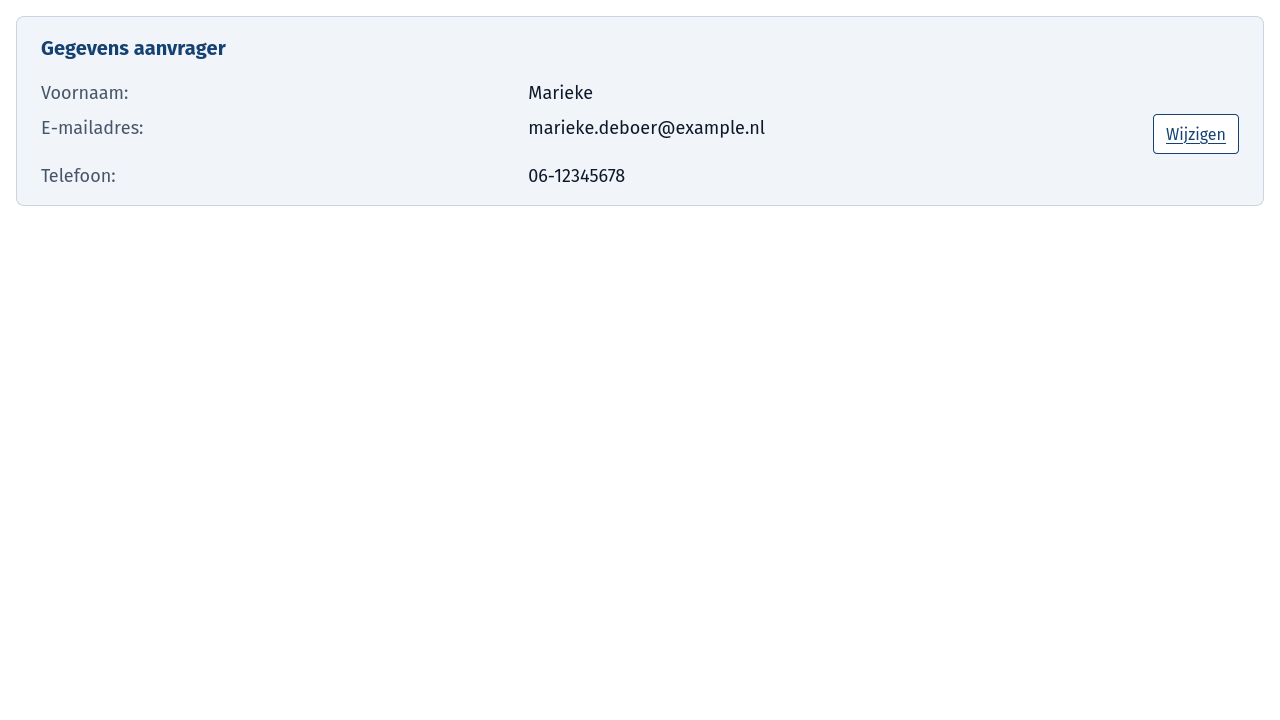 Gegevens aanvrager
Voornaam: Marieke
E-mailadres: marieke.deboer@example.nl Wijzigen
Telefoon: 06-12345678